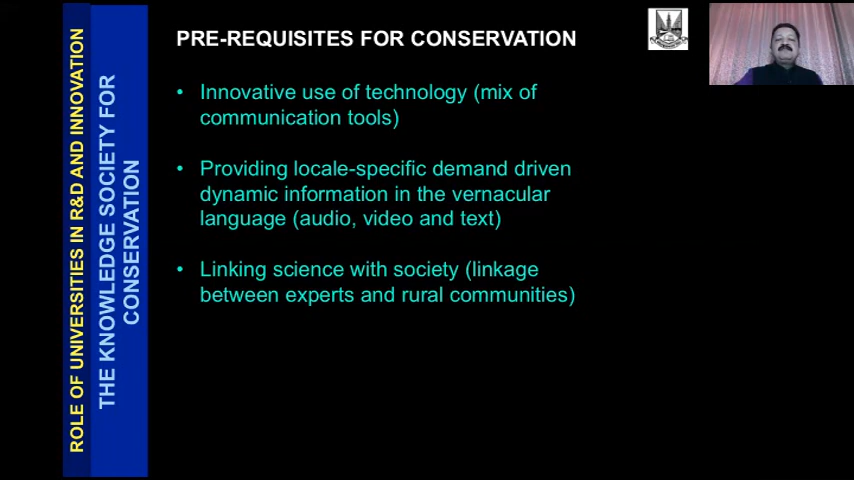 ROLE OF UNIVERSITIES IN R&D AND INNOVATION
THE KNOWLEDGE SOCIETY FOR
CONSERVATION
PRE-REQUISITES FOR CONSERVATION
• Innovative use of technology (mix of
communication tools)
• Providing locale-specific demand driven
dynamic information in the vernacular
language (audio, video and text)
• Linking science with society (linkage
between experts and rural communities)